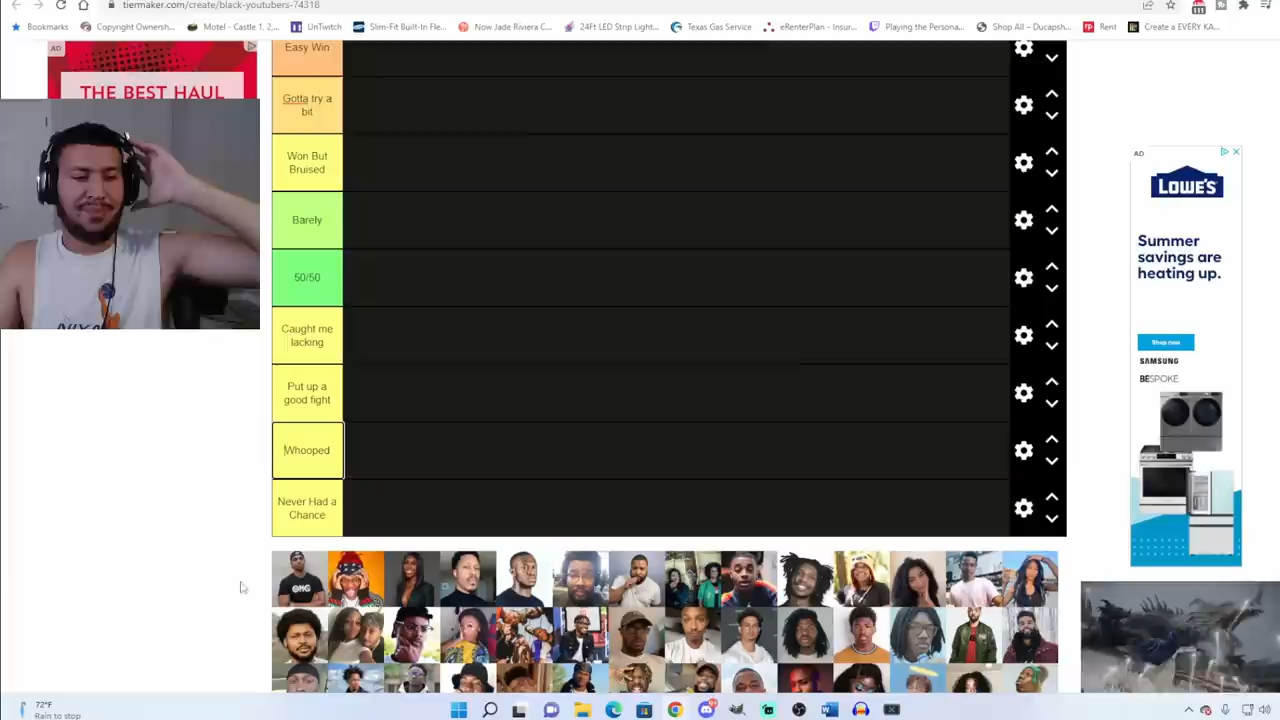 tiermaker.com/create/black-youtubers-74318
Bookmarks
Copyright Ownersh...
Motel - Castle 1, 2,...
UnTwitch
Slim-Fit Built-In Fle...
Now Jade Riviera C...
24Ft LED Strip Light...
Texas Gas Service
eRenterPlan - Insur...
Playing the Persona...
Shop All – Ducapsh...
Rent
Create a EVERY KA...
AD
THE BEST HAUL
Easy Win
Gotta try a
bit
Won But
Bruised
Barely
50/50
Caught me
lacking
Put up a
good fight
Whooped
Never Had a
Chance
AD
LOWE'S
Summer
savings are
heating up.
Shop now
SAMSUNG
BESPOKE
OMG
72°F
Rain to stop